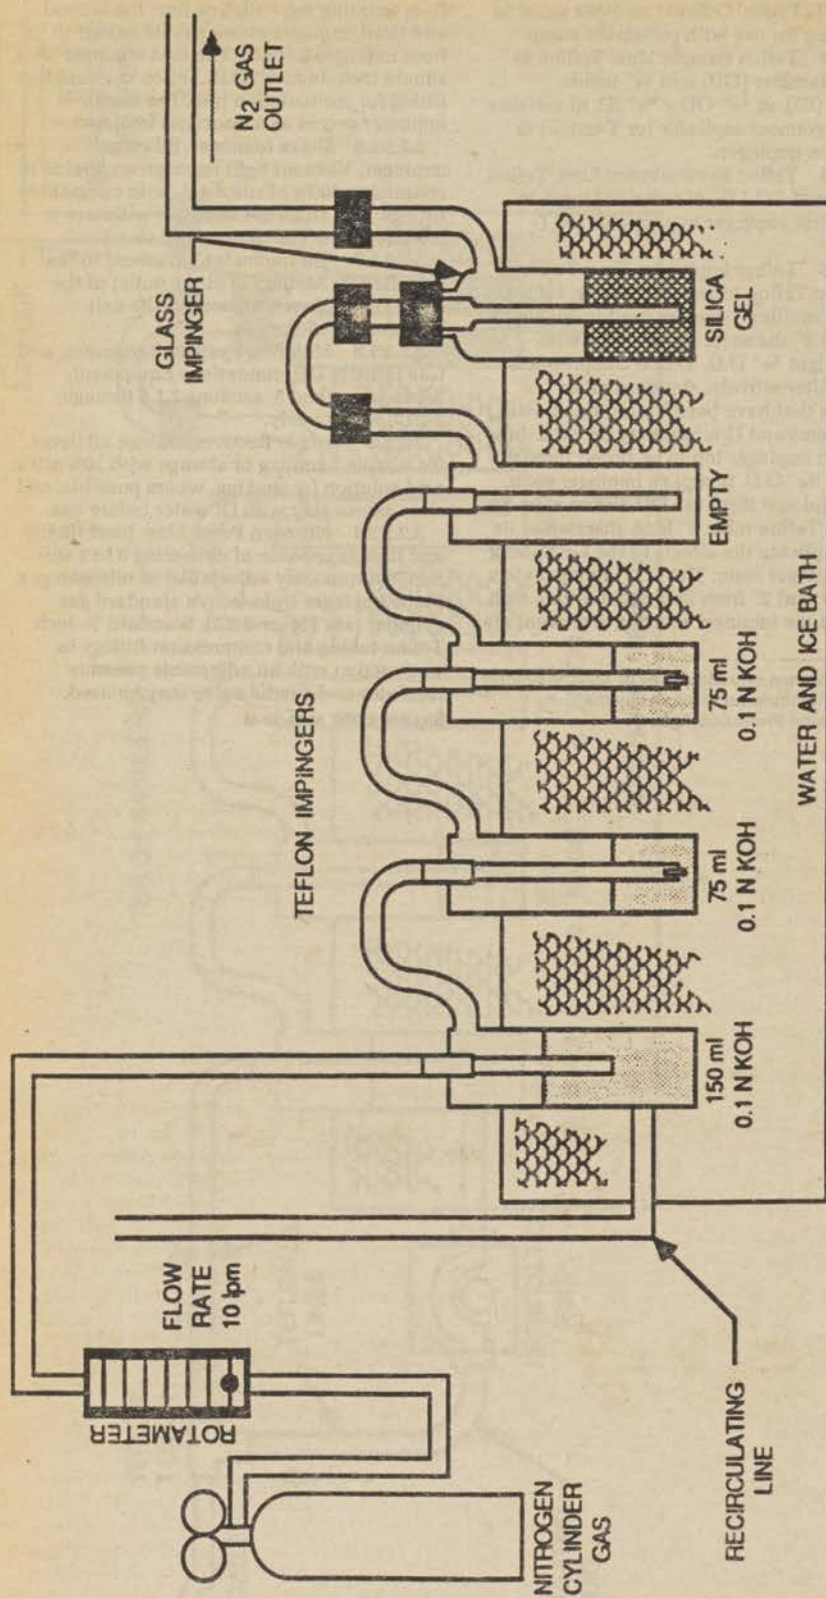 NITROGEN
CYLINDER
GAS
ROTAMETER
FLOW
RATE
10 lpm
RECIRCULATING
LINE
TEFLON IMPINGERS
150 ml
0.1 N KOH
75 ml
0.1 N KOH
75 ml
0.1 N KOH
EMPTY
SILICA
GEL
WATER AND ICE BATH
GLASS
IMPINGER
N2 GAS
OUTLET